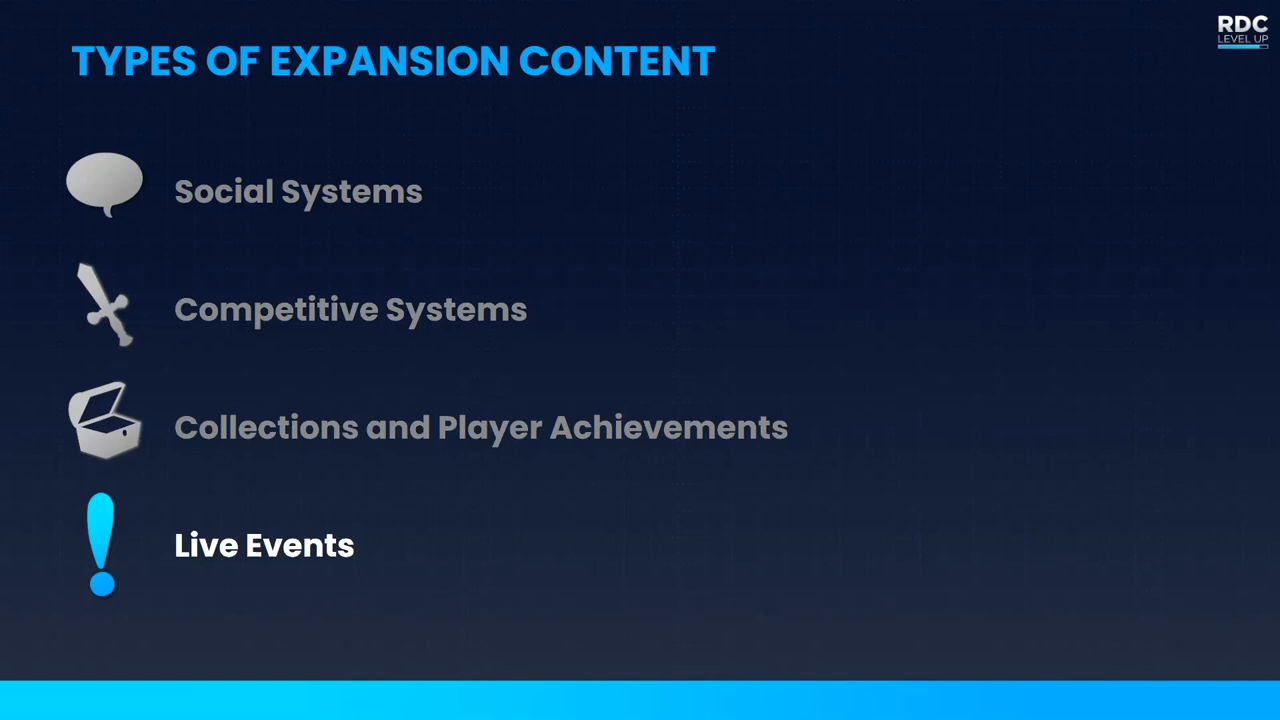 RDC
LEVEL UP
TYPES OF EXPANSION CONTENT
Social Systems
Competitive Systems
Collections and Player Achievements
Live Events